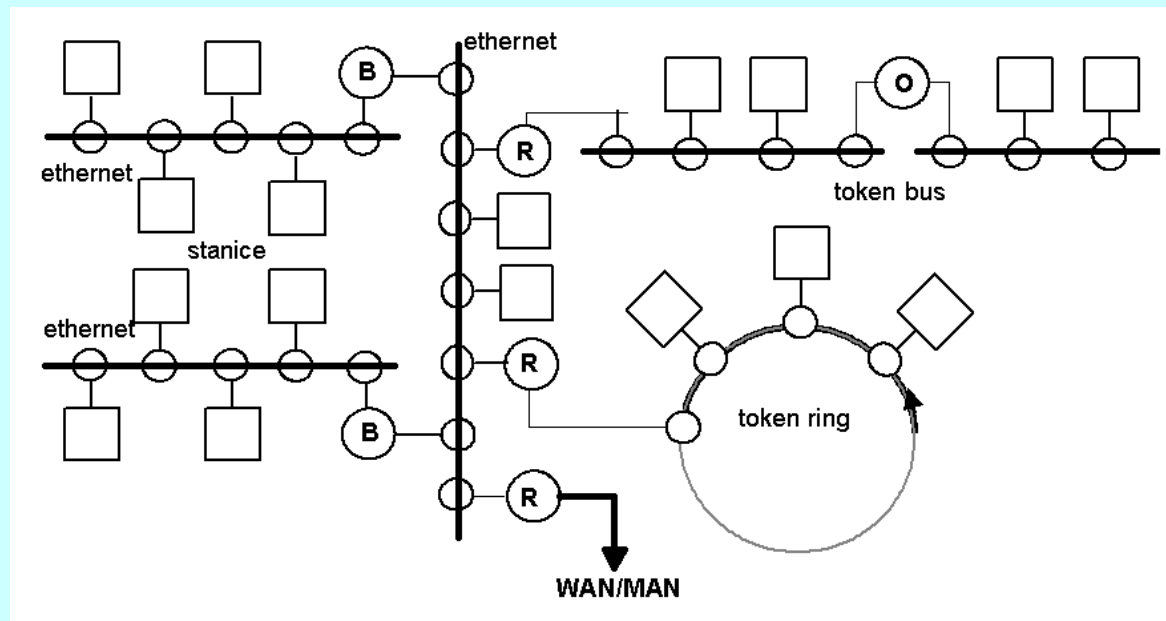 ethernet
B
O
R
ethernet
token bus
stanice
ethernet
R
token ring
B
R
WAN/MAN